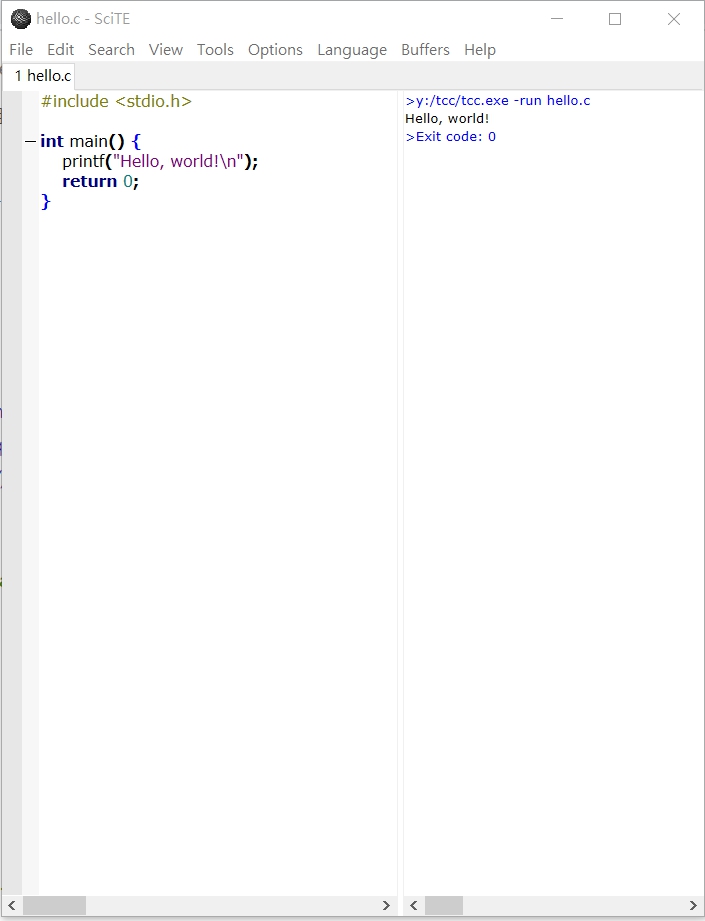 hello.c - SciTE
File Edit Search View Tools Options Language Buffers Help
1 hello.c
#include <stdio.h>
int main() {
printf("Hello, world!\n");
return 0;
}
>y:/tcc/tcc.exe -run hello.c
Hello, world!
>Exit code: 0